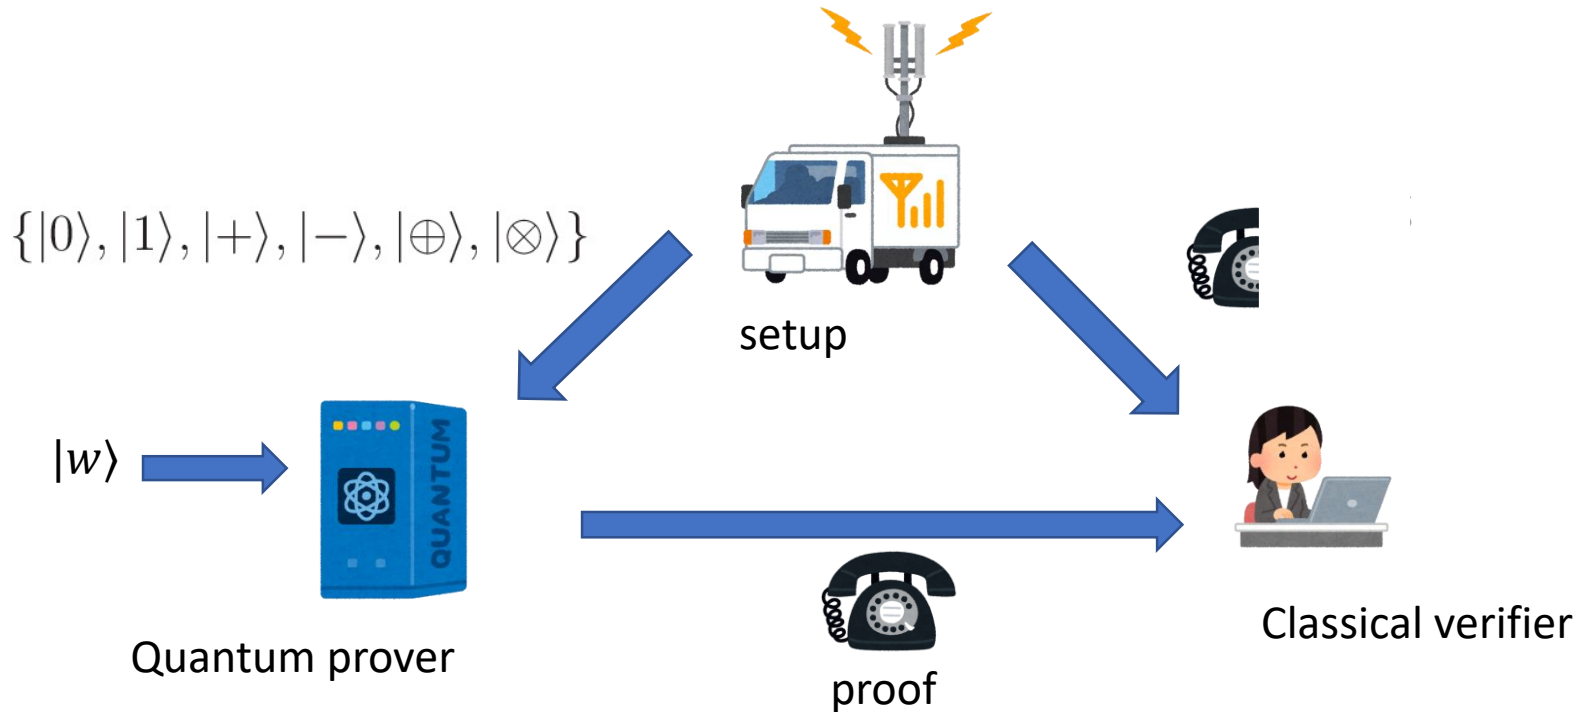 {|0⟩, |1⟩, |+⟩, |−⟩, |⊕⟩, |⊗⟩}
setup
|w⟩
QUANTUM
Quantum prover
proof
Classical verifier